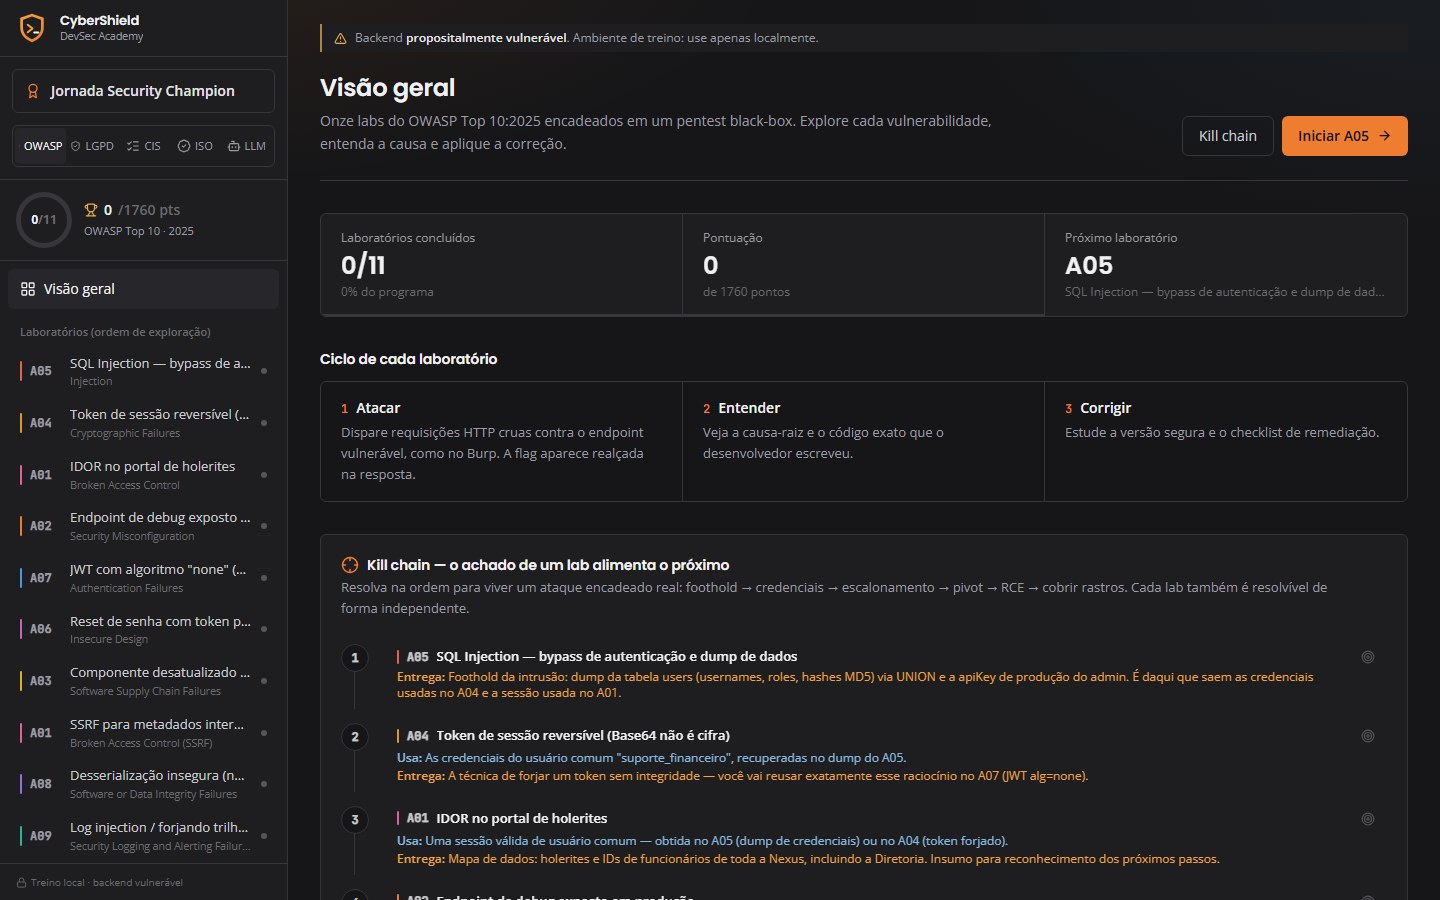 CyberShield
DevSec Academy
Jornada Security Champion
OWASP LGPD CIS ISO LLM
0/11
0 /1760 pts
OWASP Top 10 · 2025
Visão geral
Laboratórios (ordem de exploração)
A05 SQL Injection — bypass de a...
Injection
A04 Token de sessão reversível (...
Cryptographic Failures
A01 IDOR no portal de holerites
Broken Access Control
A02 Endpoint de debug exposto ...
Security Misconfiguration
A07 JWT com algoritmo "none" (...
Authentication Failures
A06 Reset de senha com token p...
Insecure Design
A03 Componente desatualizado ...
Software Supply Chain Failures
A01 SSRF para metadados inter...
Broken Access Control (SSRF)
A08 Desserialização insegura (n...
Software or Data Integrity Failures
A09 Log injection / forjando trilh...
Security Logging and Alerting Failur...
Treino local · backend vulnerável
Backend propositalmente vulnerável. Ambiente de treino: use apenas localmente.
Visão geral
Onze labs do OWASP Top 10:2025 encadeados em um pentest black-box. Explore cada vulnerabilidade,
entenda a causa e aplique a correção.
Kill chain
Iniciar A05 →
Laboratórios concluídos
0/11
0% do programa
Pontuação
0
de 1760 pontos
Próximo laboratório
A05
SQL Injection — bypass de autenticação e dump de dad...
Ciclo de cada laboratório
1 Atacar
Dispare requisições HTTP cruas contra o endpoint
vulnerável, como no Burp. A flag aparece realçada
na resposta.
2 Entender
Veja a causa-raiz e o código exato que o
desenvolvedor escreveu.
3 Corrigir
Estude a versão segura e o checklist de remediação.
Kill chain — o achado de um lab alimenta o próximo
Resolva na ordem para viver um ataque encadeado real: foothold → credenciais → escalonamento → pivot → RCE → cobrir rastros. Cada lab também é resolvível de
forma independente.
1 A05 SQL Injection — bypass de autenticação e dump de dados
Entrega: Foothold da intrusão: dump da tabela users (usernames, roles, hashes MD5) via UNION e a apiKey de produção do admin. É daqui que saem as credenciais
usadas no A04 e a sessão usada no A01.
2 A04 Token de sessão reversível (Base64 não é cifra)
Usa: As credenciais do usuário comum "suporte_financeiro", recuperadas no dump do A05.
Entrega: A técnica de forjar um token sem integridade — você vai reusar exatamente esse raciocínio no A07 (JWT alg=none).
3 A01 IDOR no portal de holerites
Usa: Uma sessão válida de usuário comum — obtida no A05 (dump de credenciais) ou no A04 (token forjado).
Entrega: Mapa de dados: holerites e IDs de funcionários de toda a Nexus, incluindo a Diretoria. Insumo para reconhecimento dos próximos passos.
A02 Endpoint de debug exposto em produção